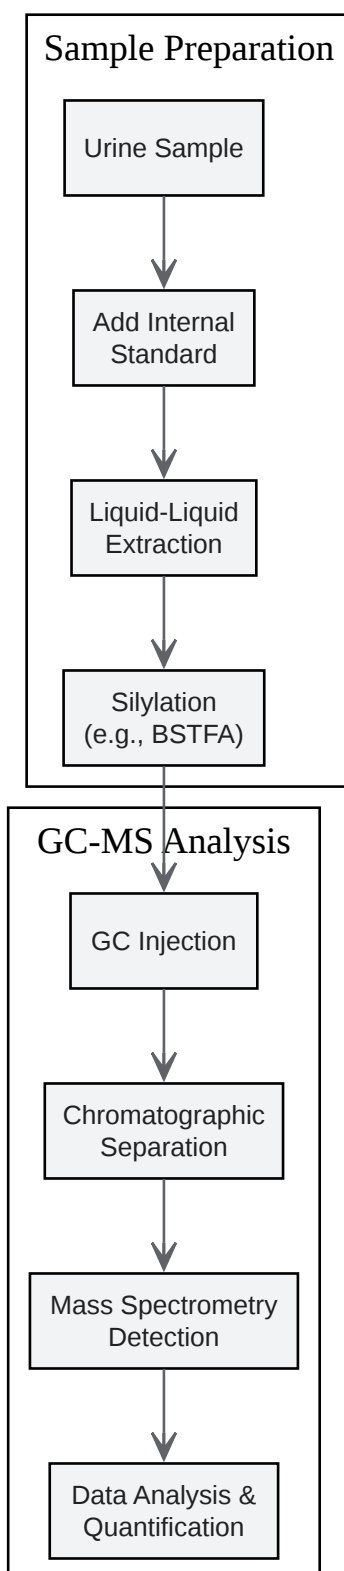 Sample Preparation
Urine Sample
Add Internal
Standard
Liquid-Liquid
Extraction
Silylation
(e.g., BSTFA)
GC-MS Analysis
GC Injection
Chromatographic
Separation
Mass Spectrometry
Detection
Data Analysis &
Quantification